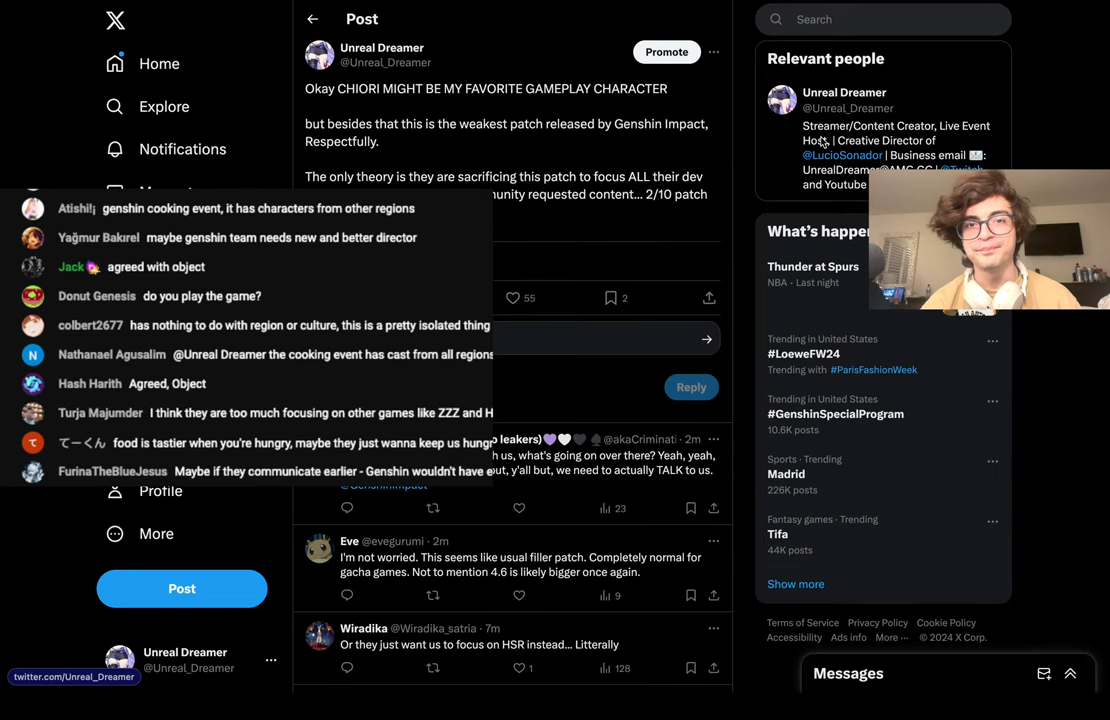 Home
Explore
Notifications
Profile
More
Post
Unreal Dreamer
@Unreal_Dreamer
twitter.com/Unreal_Dreamer
Atishi!¡ genshin cooking event, it has characters from other regions
Yağmur Bakırel maybe genshin team needs new and better director
Jack agreed with object
Donut Genesis do you play the game?
colbert2677 has nothing to do with region or culture, this is a pretty isolated thing
Nathanael Agusalim @Unreal Dreamer the cooking event has cast from all regions
Hash Harith Agreed, Object
Turja Majumder I think they are too much focusing on other games like ZZZ and H
てーくん food is tastier when you're hungry, maybe they just wanna keep us hungr
FurinaTheBlueJesus Maybe if they communicate earlier - Genshin wouldn't have e
Post
Unreal Dreamer
@Unreal_Dreamer
Promote
Okay CHIORI MIGHT BE MY FAVORITE GAMEPLAY CHARACTER
but besides that this is the weakest patch released by Genshin Impact,
Respectfully.
The only theory is they are sacrificing this patch to focus ALL their dev
munity requested content... 2/10 patch
55
2
Reply
leakers)💜🤍🖤♠ @akaCriminati · 2m
h us, what's going on over there? Yeah, yeah,
out, y'all but, we need to actually TALK to us.
23
Eve @evegurumi · 2m
I'm not worried. This seems like usual filler patch. Completely normal for
gacha games. Not to mention 4.6 is likely bigger once again.
9
Wiradika @Wiradika_satria · 7m
Or they just want us to focus on HSR instead... Litterally
1
128
Search
Relevant people
Unreal Dreamer
@Unreal_Dreamer
Streamer/Content Creator, Live Event
Host, | Creative Director of
@LucioSonador | Business email 📨:
UnrealDreamer@AMG.GG | @Twitch
and Youtube
What's happe
Thunder at Spurs
NBA · Last night
Trending in United States
#LoeweFW24
Trending with #ParisFashionWeek
Trending in United States
#GenshinSpecialProgram
10.6K posts
Sports · Trending
Madrid
226K posts
Fantasy games · Trending
Tifa
44K posts
Show more
Terms of Service Privacy Policy Cookie Policy
Accessibility Ads info More ··· © 2024 X Corp.
Messages